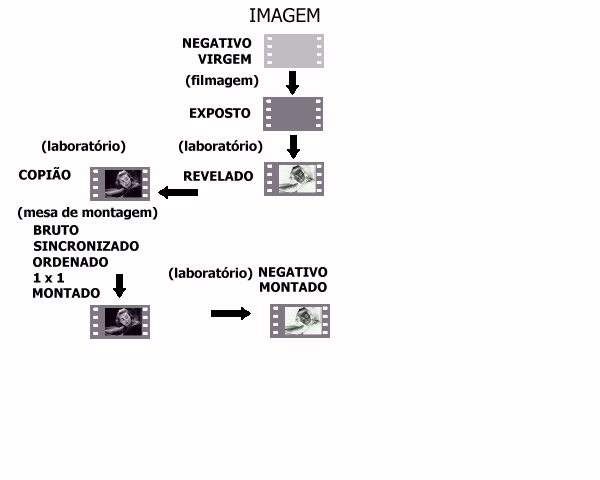 IMAGEM
NEGATIVO
VIRGEM
(filmagem)
EXPOSTO
(laboratório)
(laboratório)
COPIÃO
REVELADO
(mesa de montagem)
BRUTO
SINCRONIZADO
ORDENADO
1 x 1
MONTADO
(laboratório) NEGATIVO
MONTADO